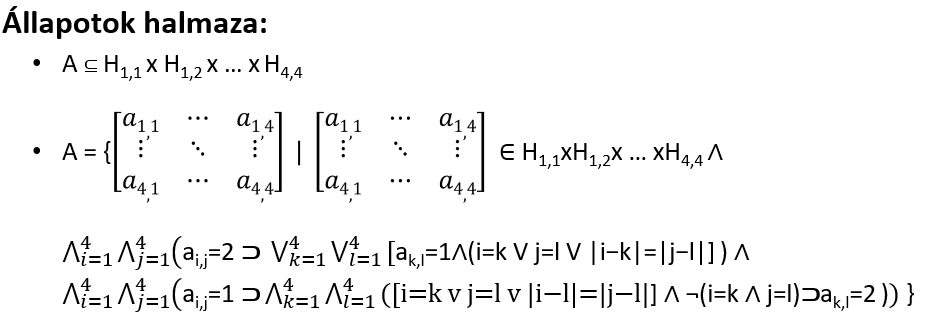 Állapotok halmaza:
• A ⊆ H₁,₁ x H₁,₂ x … x H₄,₄
• A = {[a₁,₁ ⋯ a₁,₄ ⋮ ⋱ ⋮ a₄,₁ ⋯ a₄,₄] | [a₁,₁ ⋯ a₁,₄ ⋮ ⋱ ⋮ a₄,₁ ⋯ a₄,₄] ∈ H₁,₁xH₁,₂x … xH₄,₄ ∧
⋀⁴ᵢ₌₁ ⋀⁴ⱼ₌₁(aᵢ,ⱼ=2 ⊃ ⋁⁴ₖ₌₁ ⋁⁴ₗ₌₁ [aₖ,ₗ=1∧(i=k ∨ j=l ∨ |i−k|=|j−l|] ) ∧
⋀⁴ᵢ₌₁ ⋀⁴ⱼ₌₁(aᵢ,ⱼ=1 ⊃⋀⁴ₖ₌₁ ⋀⁴ₗ₌₁ ([i=k v j=l v |i−l|=|j−l|] ∧ ¬(i=k ∧ j=l)⊃aₖ,ₗ=2 )) }